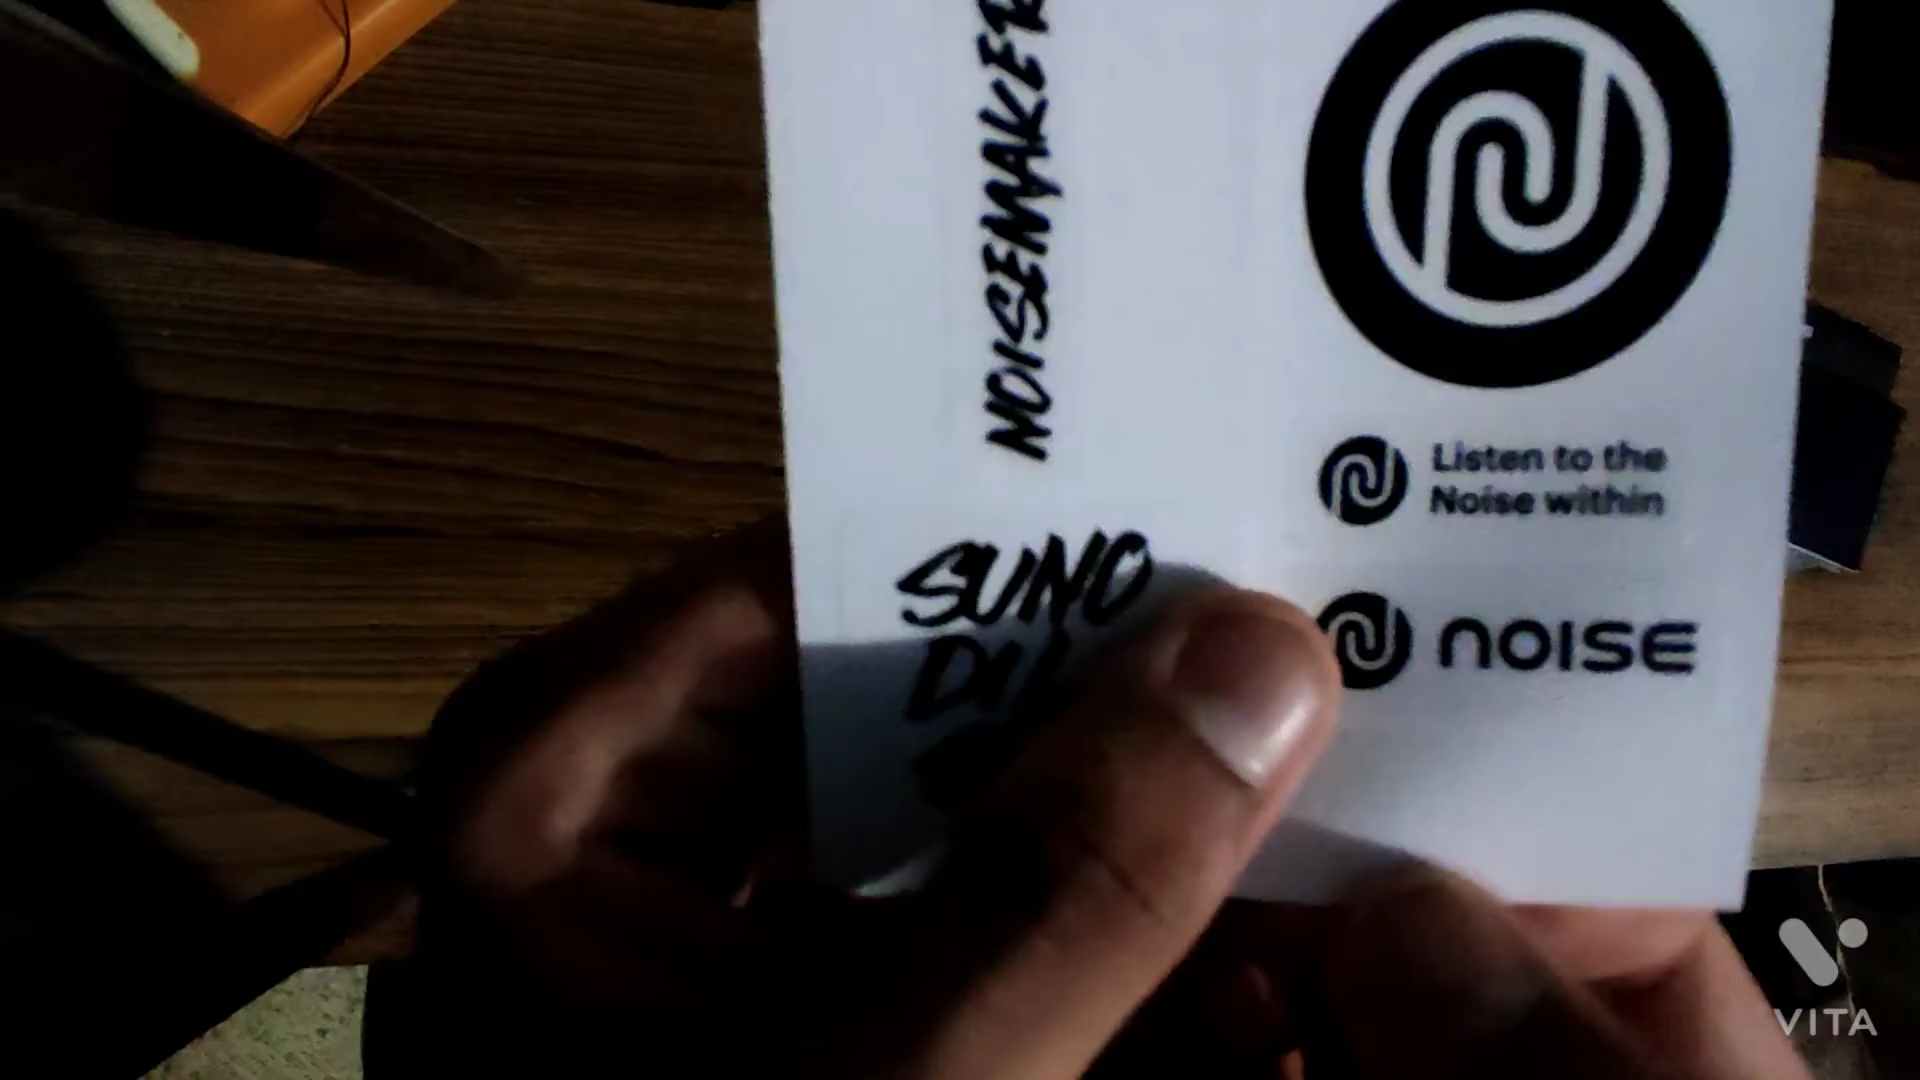 NOISEMAKER
SUNO
Listen to the
Noise within
NOISE
VITA